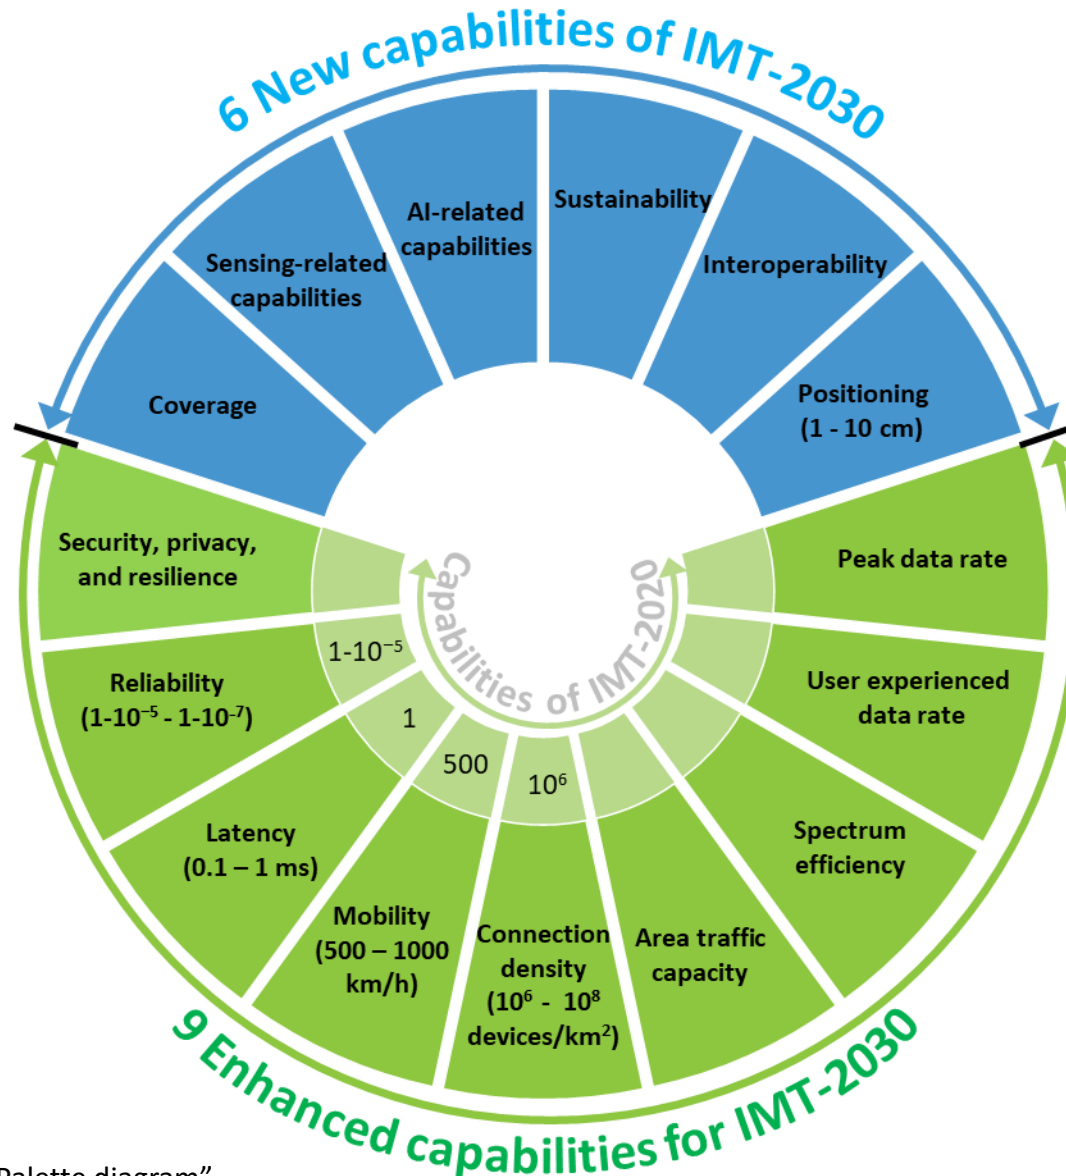 6 New capabilities of IMT-2030
Coverage
Sensing-related
capabilities
AI-related
capabilities
Sustainability
Interoperability
Positioning
(1 - 10 cm)
Security, privacy,
and resilience
Reliability
(1-10⁻⁵ - 1-10⁻⁷)
Latency
(0.1 – 1 ms)
Mobility
(500 – 1000
km/h)
Connection
density
(10⁶ - 10⁸
devices/km²)
Area traffic
capacity
Spectrum
efficiency
User experienced
data rate
Peak data rate
1-10⁻⁵
1
500
10⁶
Capabilities of IMT-2020
9 Enhanced capabilities for IMT-2030
Palette diagram”